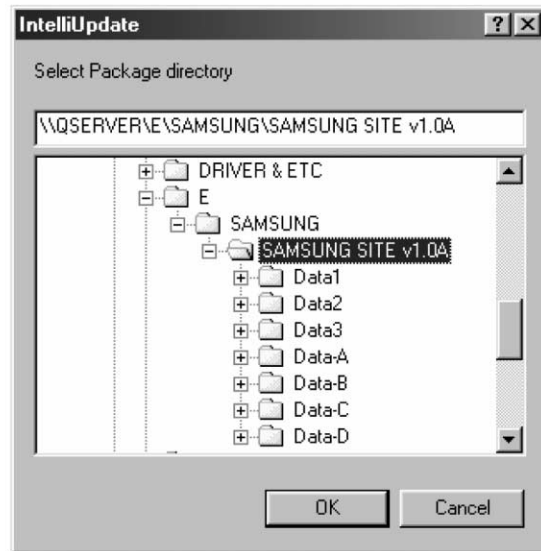 IntelliUpdate
Select Package directory
\\QSERVER\E\SAMSUNG\SAMSUNG SITE v1.0A
DRIVER & ETC
E
SAMSUNG
SAMSUNG SITE v1.0A
Data1
Data2
Data3
Data-A
Data-B
Data-C
Data-D
OK Cancel